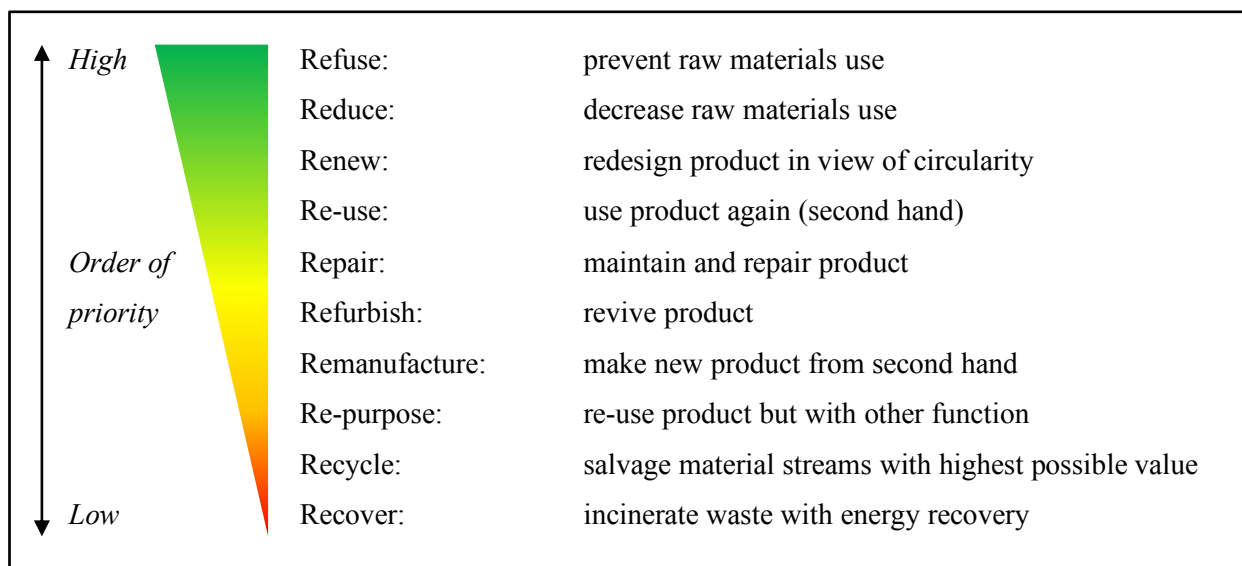 High Refuse: prevent raw materials use
Reduce: decrease raw materials use
Renew: redesign product in view of circularity
Re-use: use product again (second hand)
Order of Repair: maintain and repair product
priority Refurbish: revive product
Remanufacture: make new product from second hand
Re-purpose: re-use product but with other function
Recycle: salvage material streams with highest possible value
Low Recover: incinerate waste with energy recovery